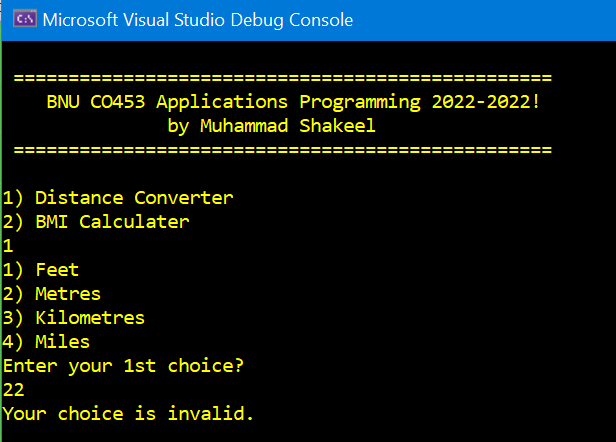 Microsoft Visual Studio Debug Console
=================================================
BNU CO453 Applications Programming 2022-2022!
by Muhammad Shakeel
=================================================
1) Distance Converter
2) BMI Calculater
1
1) Feet
2) Metres
3) Kilometres
4) Miles
Enter your 1st choice?
22
Your choice is invalid.